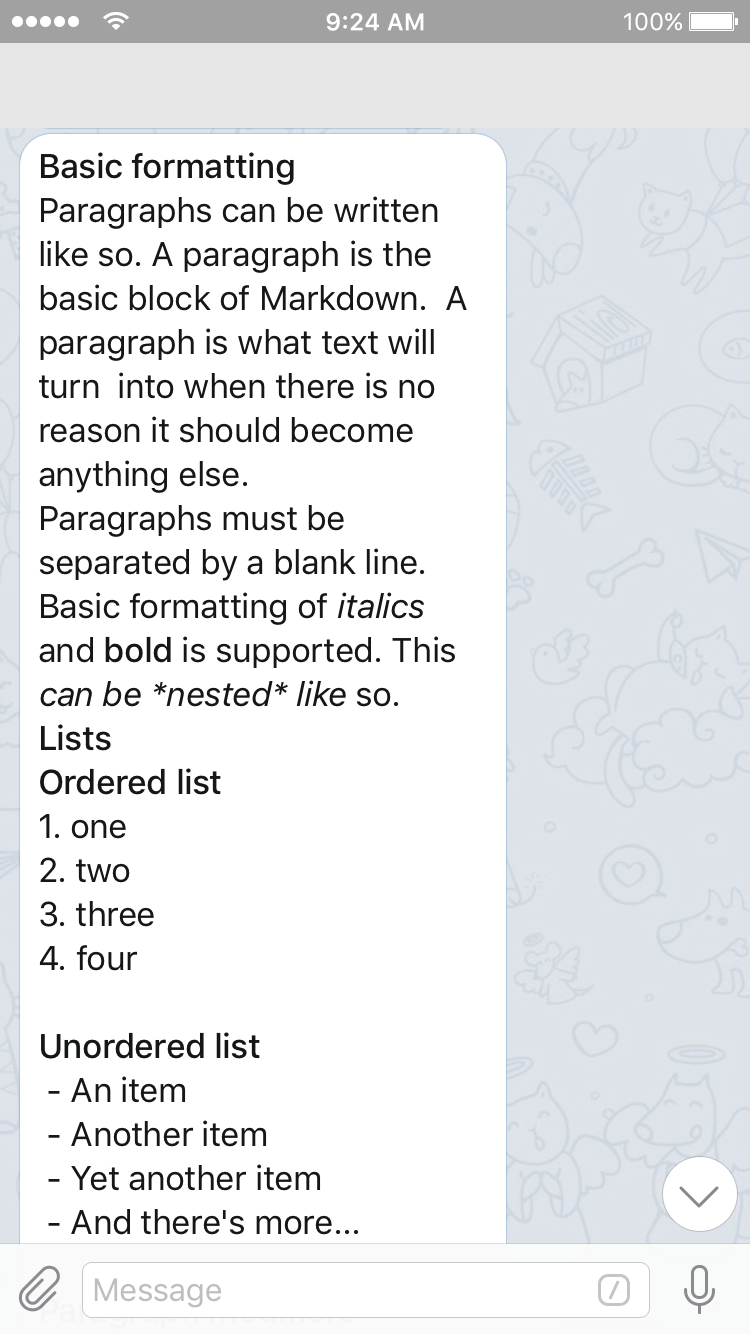 9:24 AM
100%
Basic formatting
Paragraphs can be written
like so. A paragraph is the
basic block of Markdown.  A
paragraph is what text will
turn  into when there is no
reason it should become
anything else.
Paragraphs must be
separated by a blank line.
Basic formatting of italics
and bold is supported. This
can be *nested* like so.
Lists
Ordered list
1. one
2. two
3. three
4. four
Unordered list
- An item
- Another item
- Yet another item
- And there's more...
Message